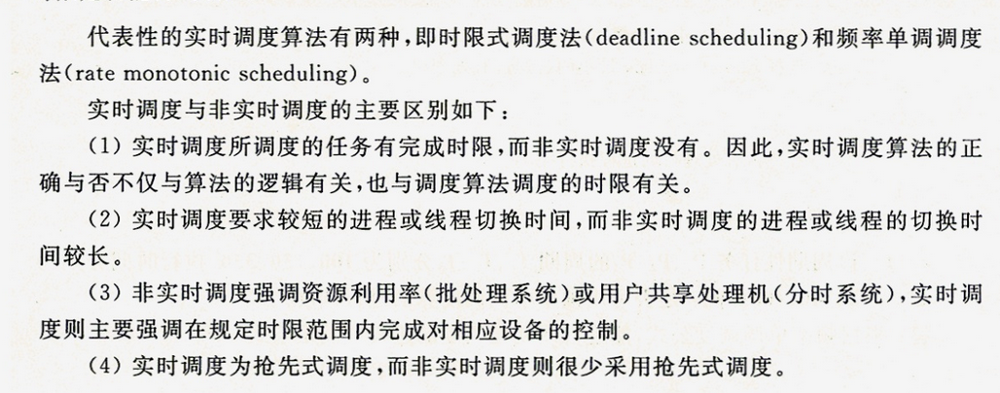 代表性的实时调度算法有两种,即时限式调度法(deadline scheduling)和频率单调调度
法(rate monotonic scheduling)。
实时调度与非实时调度的主要区别如下:
(1) 实时调度所调度的任务有完成时限,而非实时调度没有。因此,实时调度算法的正
确与否不仅与算法的逻辑有关,也与调度算法调度的时限有关。
(2) 实时调度要求较短的进程或线程切换时间,而非实时调度的进程或线程的切换时
间较长。
(3) 非实时调度强调资源利用率(批处理系统)或用户共享处理机(分时系统),实时调
度则主要强调在规定时限范围内完成对相应设备的控制。
(4) 实时调度为抢先式调度,而非实时调度则很少采用抢先式调度。